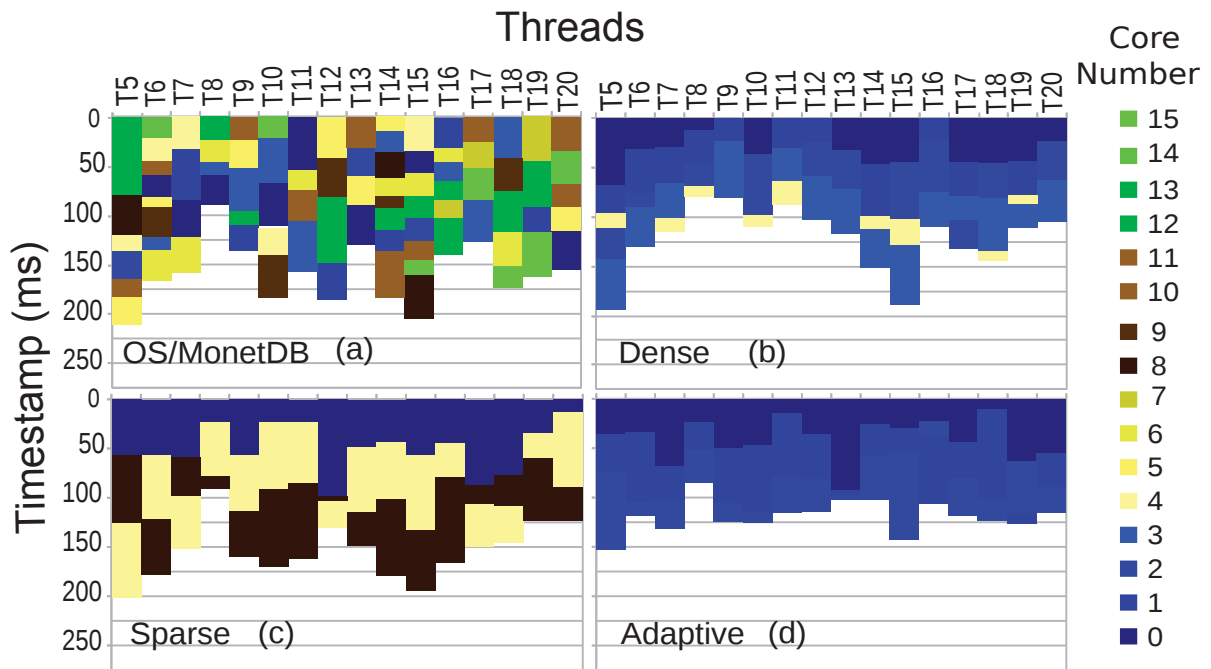 Threads
Core
Number
T5 T6 T7 T8 T9 T10 T11 T12 T13 T14 T15 T16 T17 T18 T19 T20
T5 T6 T7 T8 T9 T10 T11 T12 T13 T14 T15 T16 T17 T18 T19 T20
Timestamp (ms)
0
50
100
150
200
250
OS/MonetDB (a)
Dense (b)
0
50
100
150
200
250
Sparse (c)
Adaptive (d)
15
14
13
12
11
10
9
8
7
6
5
4
3
2
1
0